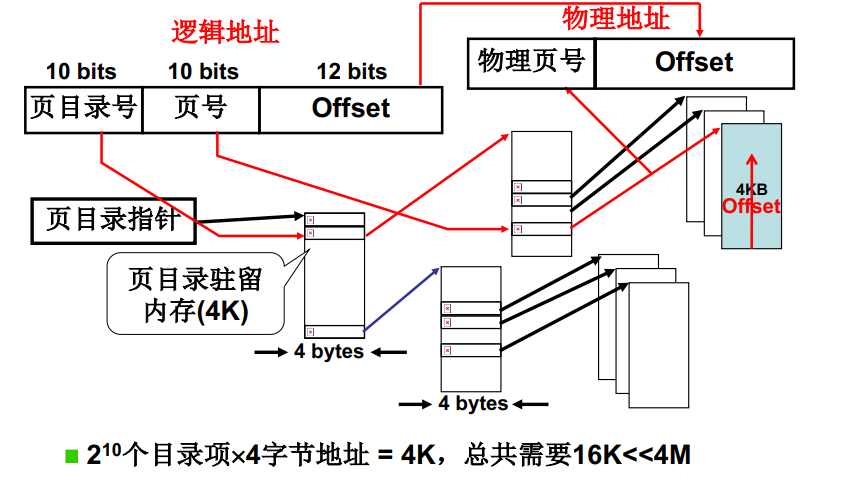 逻辑地址
物理地址
10 bits
10 bits
12 bits
页目录号
页号
Offset
物理页号
Offset
页目录指针
4KB
Offset
页目录驻留
内存(4K)
4 bytes
4 bytes
2¹⁰个目录项×4字节地址 = 4K，总共需要16K<<4M